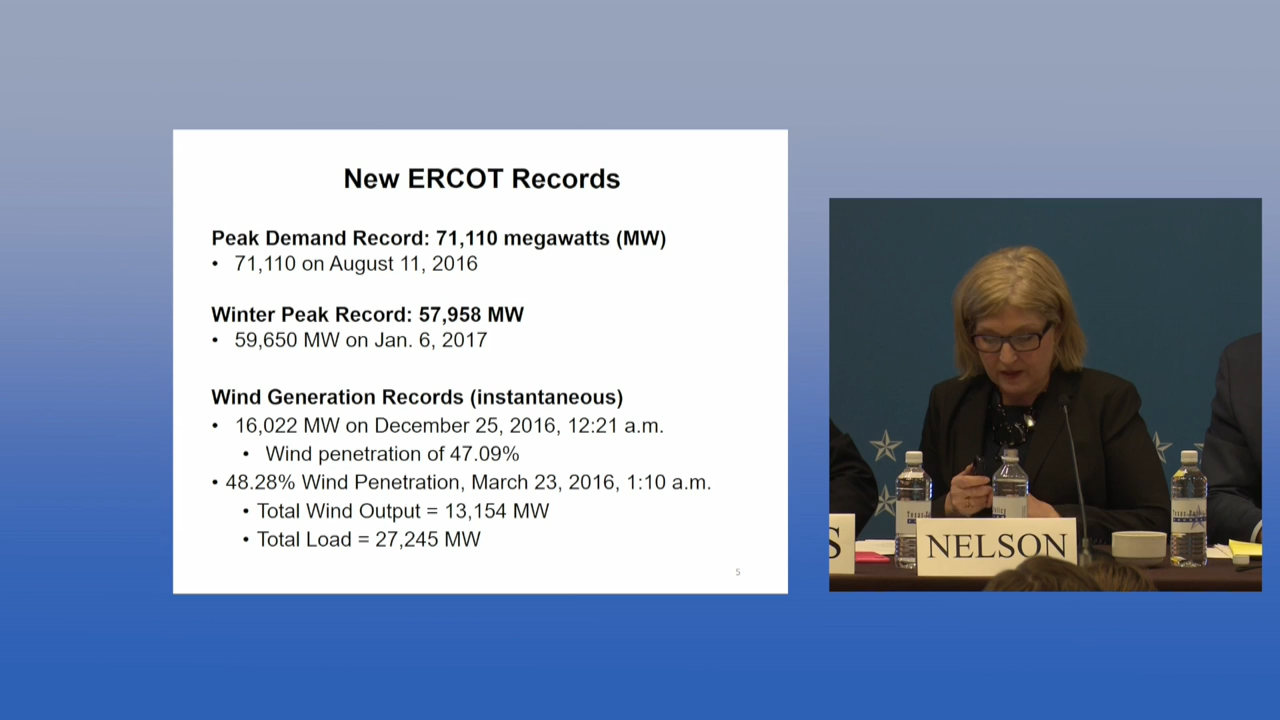 New ERCOT Records
Peak Demand Record: 71,110 megawatts (MW)
• 71,110 on August 11, 2016
Winter Peak Record: 57,958 MW
• 59,650 MW on Jan. 6, 2017
Wind Generation Records (instantaneous)
• 16,022 MW on December 25, 2016, 12:21 a.m.
• Wind penetration of 47.09%
• 48.28% Wind Penetration, March 23, 2016, 1:10 a.m.
• Total Wind Output = 13,154 MW
• Total Load = 27,245 MW
5
S
NELSON